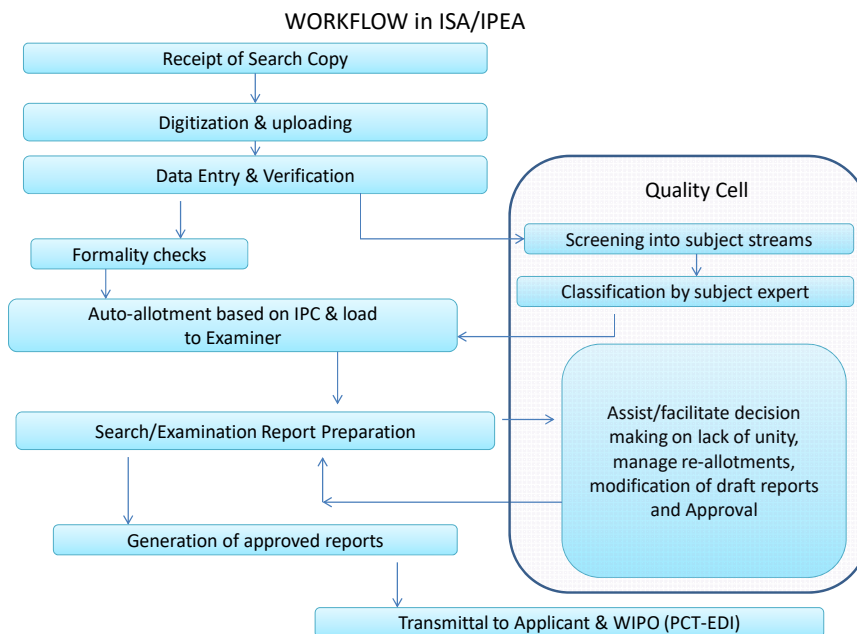 WORKFLOW in ISA/IPEA
Receipt of Search Copy
Digitization & uploading
Data Entry & Verification
Quality Cell
Screening into subject streams
Formality checks
Classification by subject expert
Auto-allotment based on IPC & load
to Examiner
Search/Examination Report Preparation
Assist/facilitate decision
making on lack of unity,
manage re-allotments,
modification of draft reports
and Approval
Generation of approved reports
Transmittal to Applicant & WIPO (PCT-EDI)